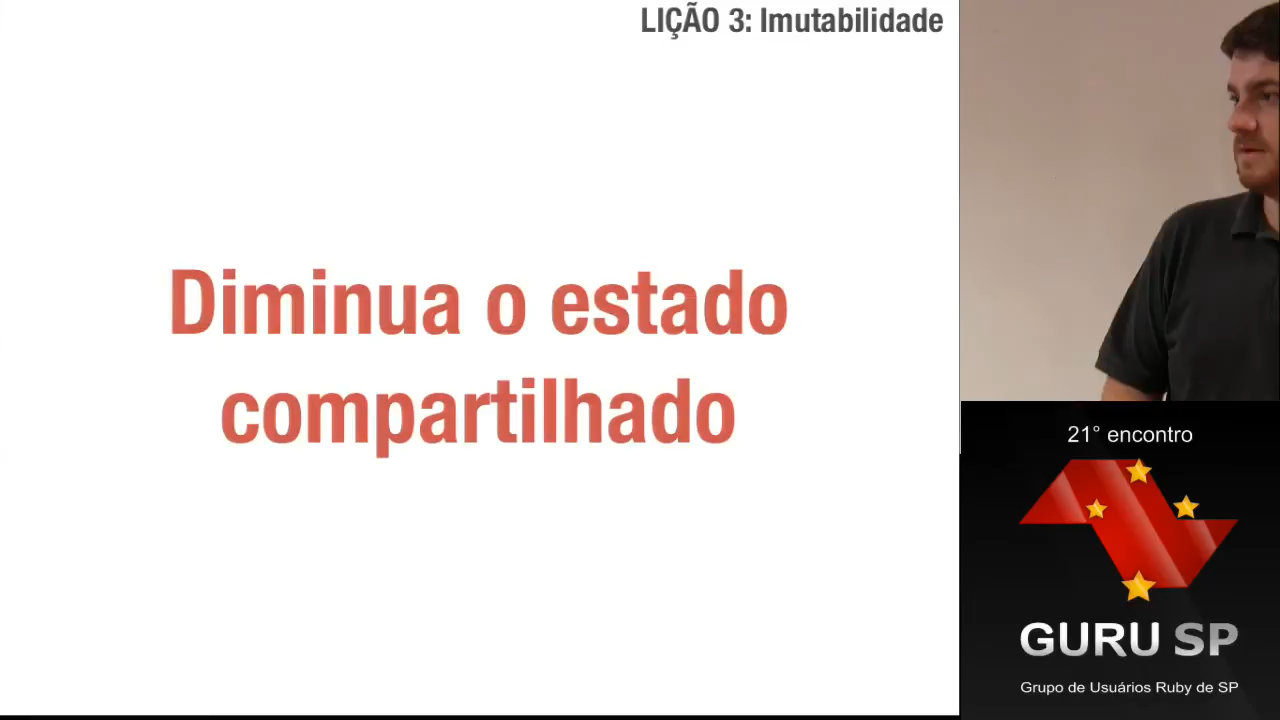 LIÇÃO 3: Imutabilidade
Diminua o estado
compartilhado
21° encontro
GURU SP
Grupo de Usuários Ruby de SP